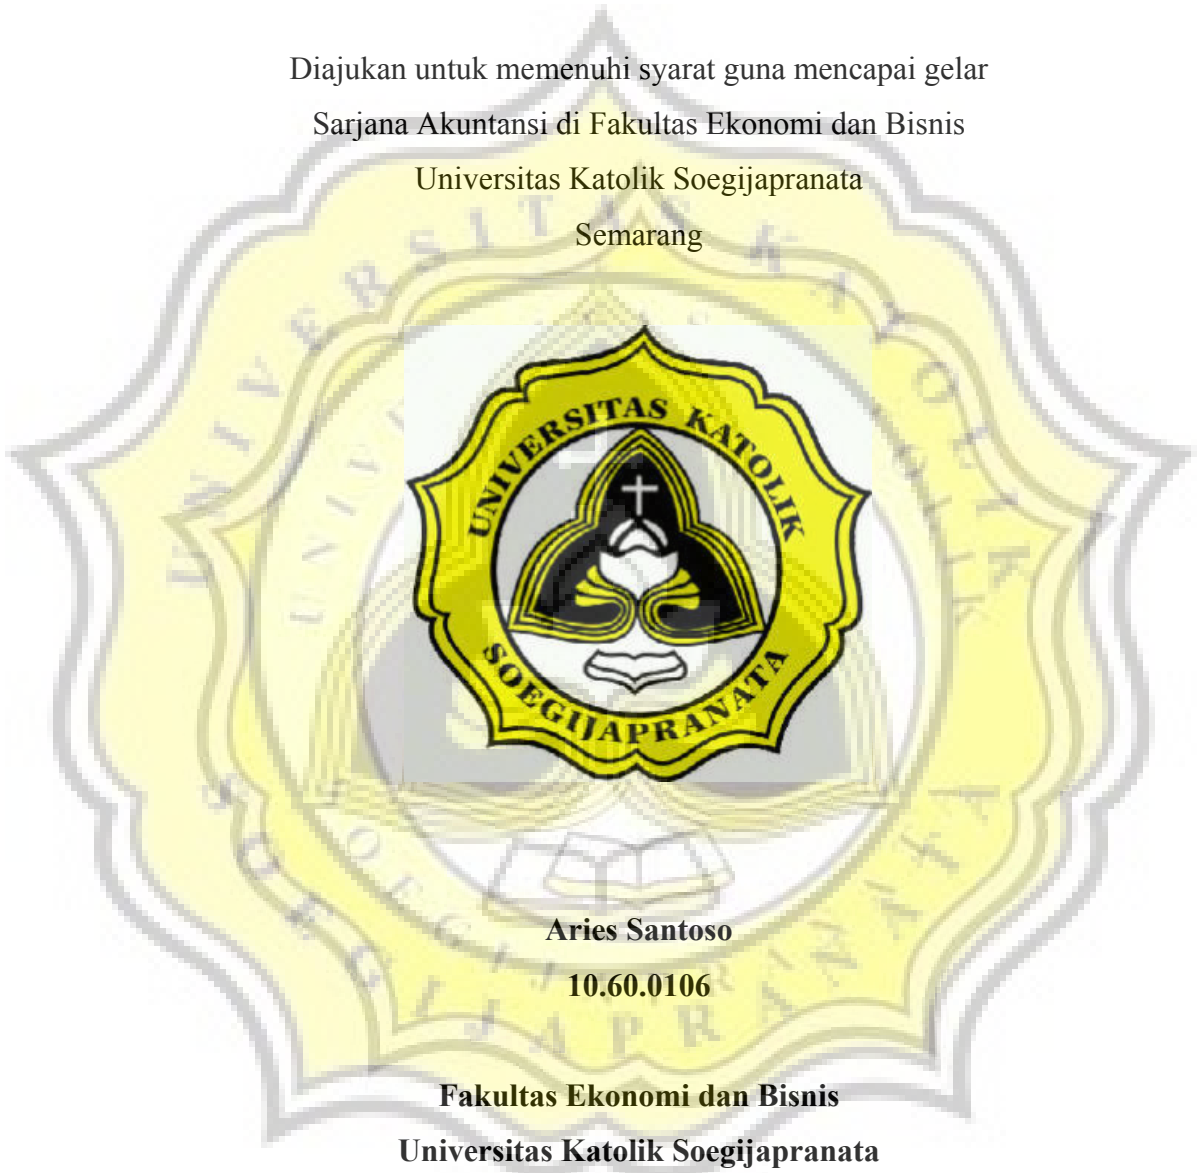 Diajukan untuk memenuhi syarat guna mencapai gelar
Sarjana Akuntansi di Fakultas Ekonomi dan Bisnis
Universitas Katolik Soegijapranata
Semarang
UNIVERSITAS KATOLIK
SOEGIJAPRANATA
Aries Santoso
10.60.0106
Fakultas Ekonomi dan Bisnis
Universitas Katolik Soegijapranata